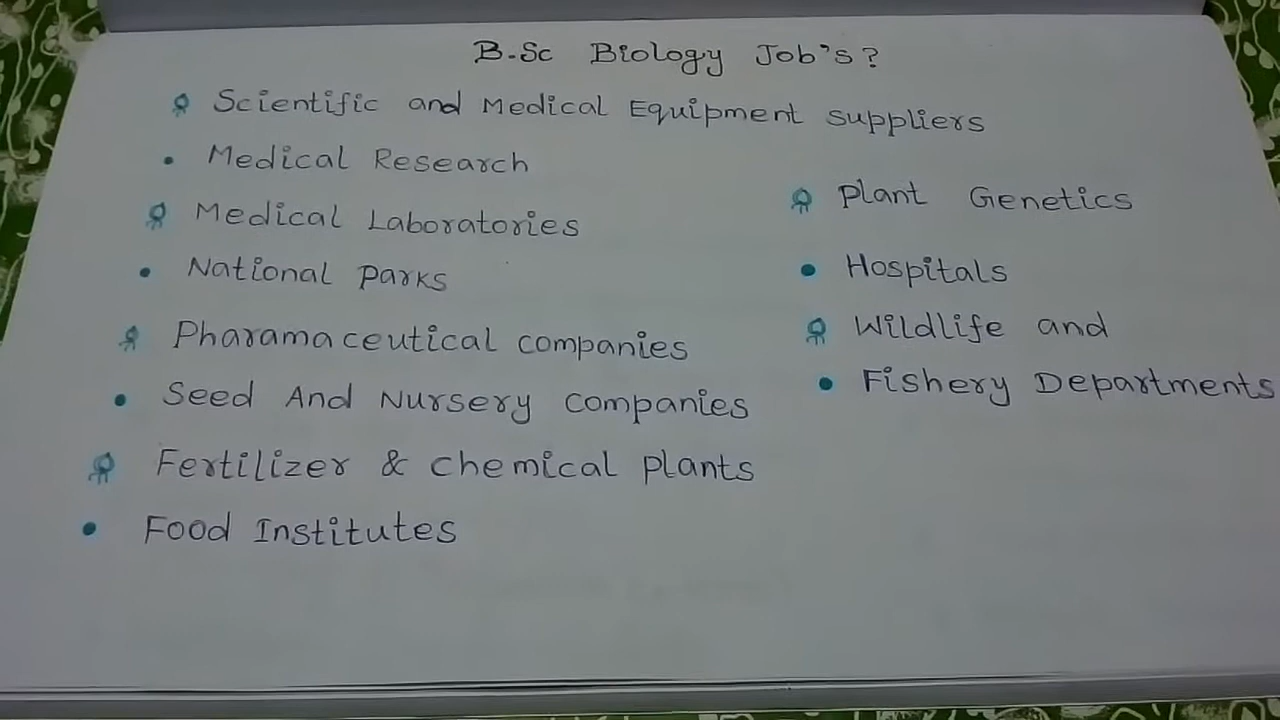 B.Sc Biology Job's?
Scientific and Medical Equipment suppliers
• Medical Research
Medical Laboratories
• National Parks
Pharamaceutical companies
• Seed And Nursery Companies
Fertilizer & chemical plants
• Food Institutes
Plant Genetics
• Hospitals
Wildlife and
• Fishery Departments